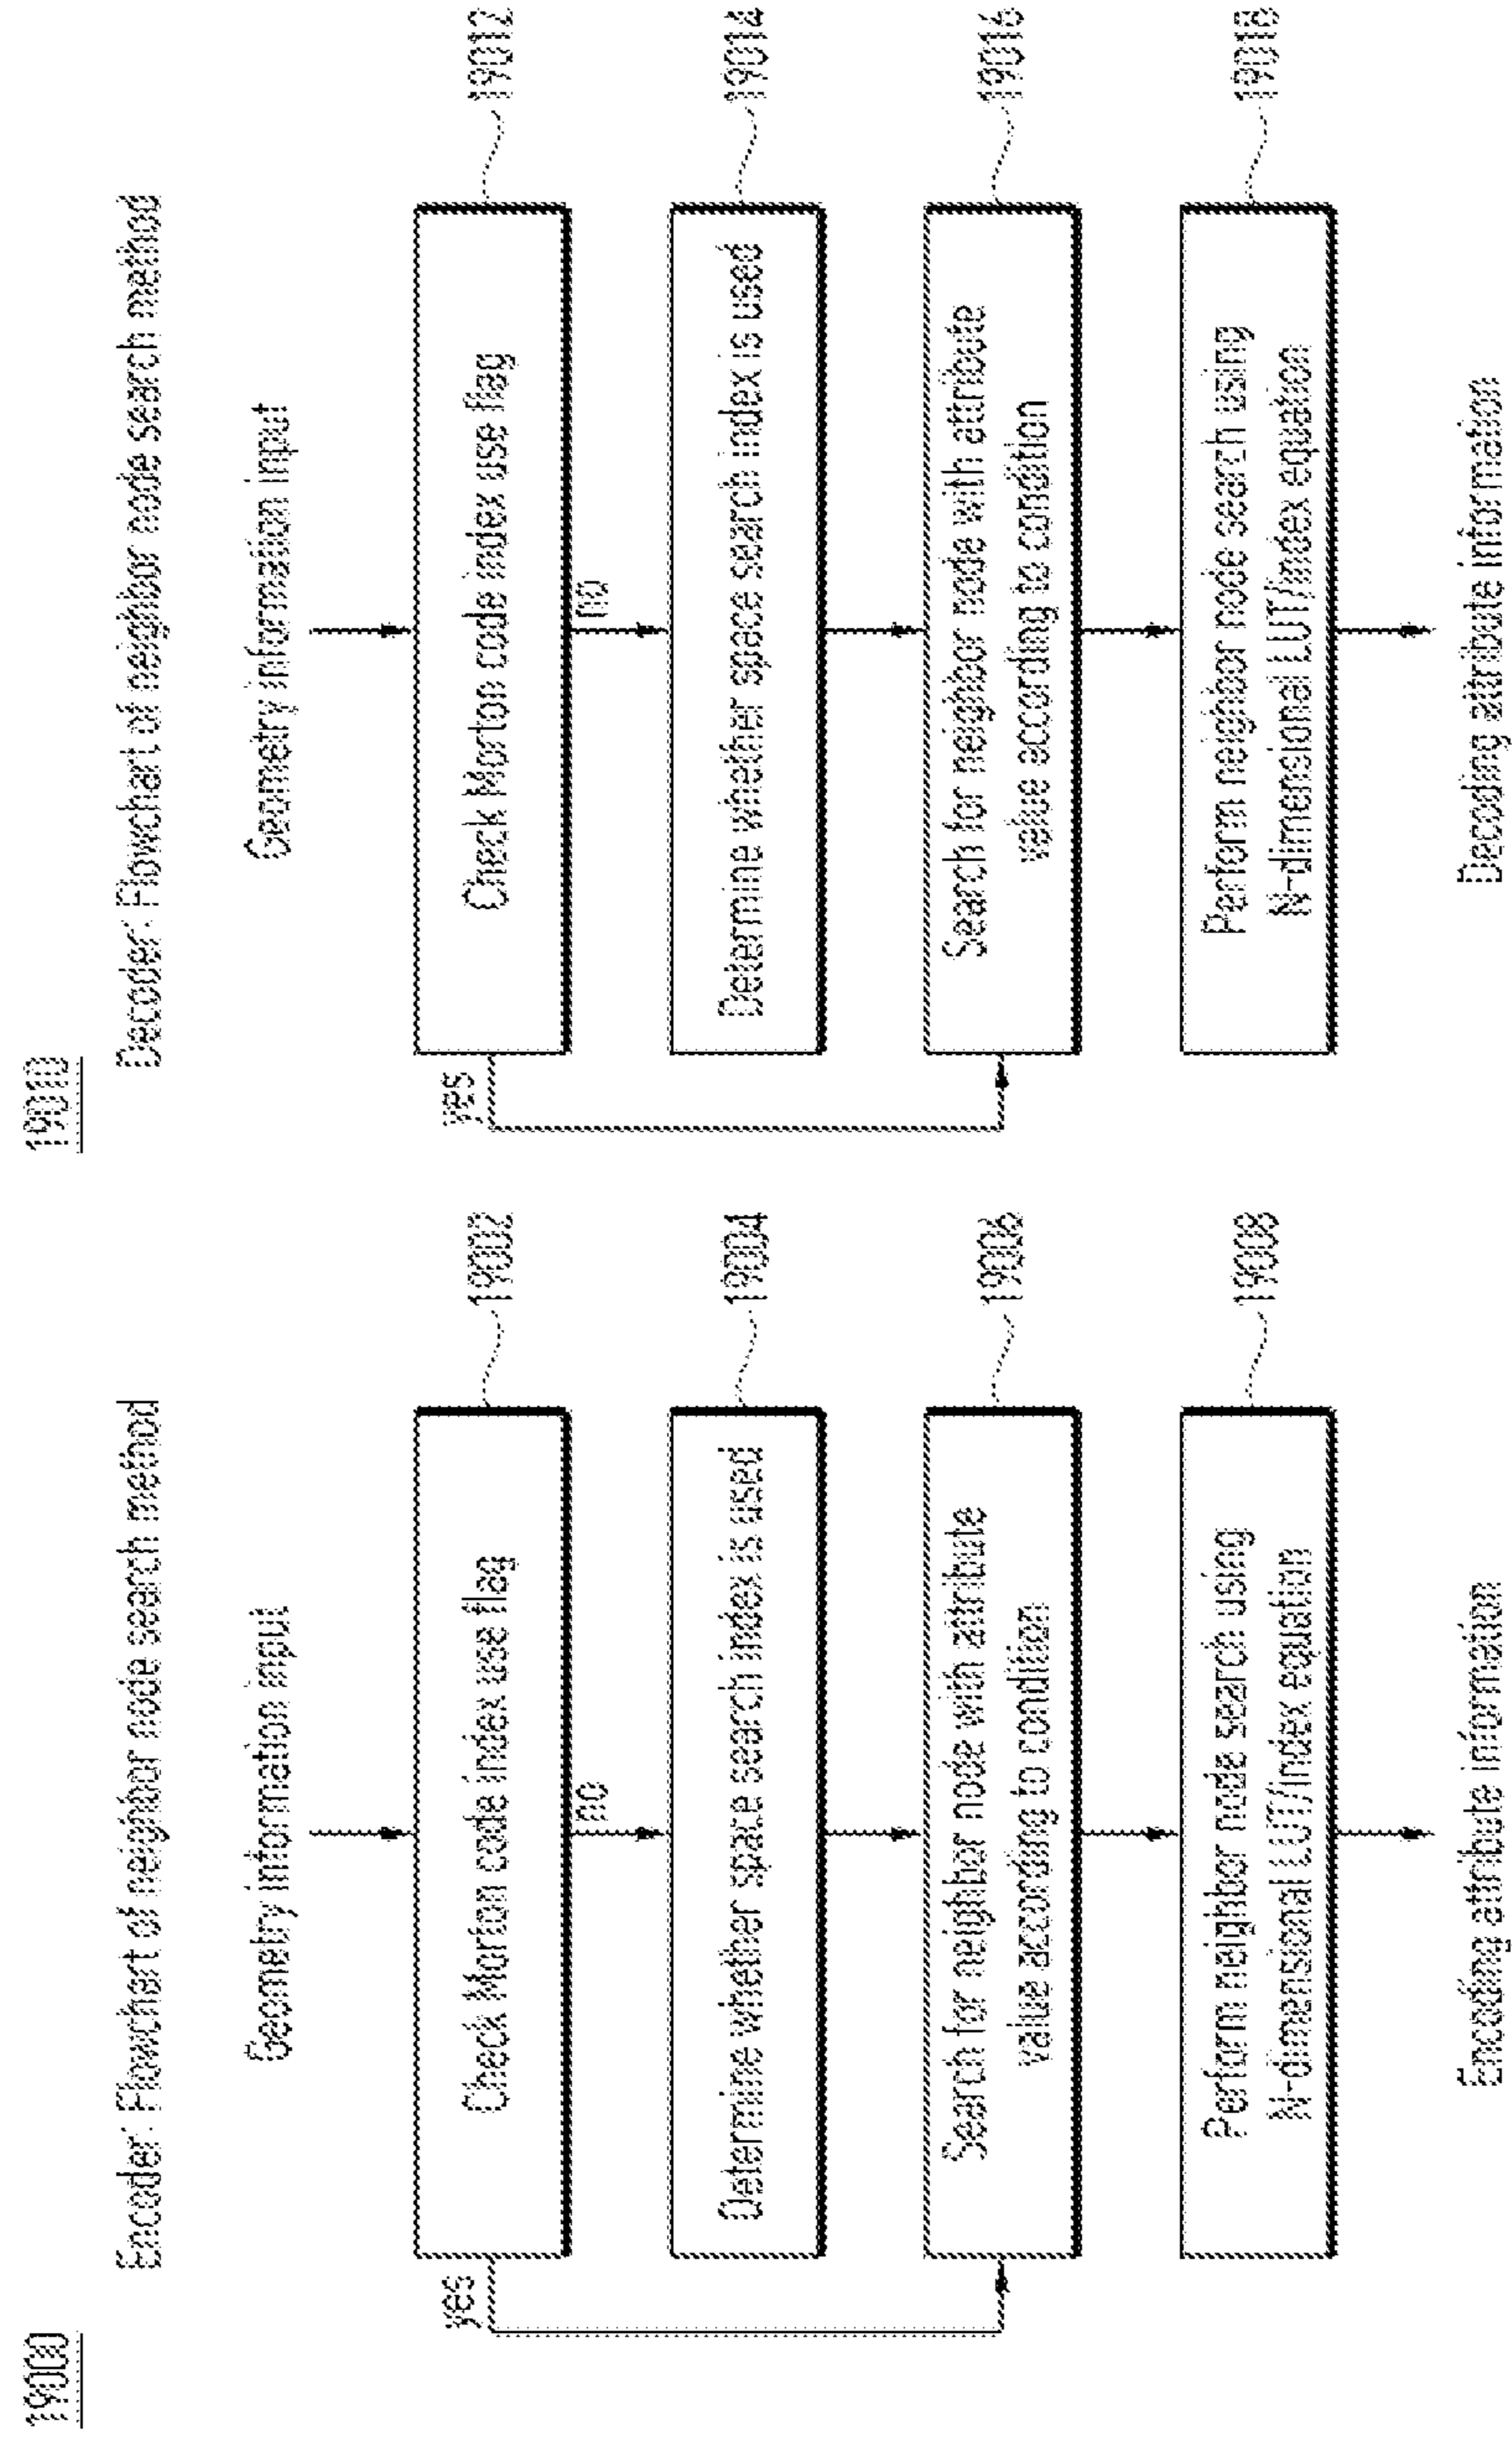 19000
Encoder: Flowchart of neighbor node search method
Geometry information input
yes
Check Morton code index use flag
19002
no
Determine whether space search index is used
19004
Search for neighbor node with attribute
value according to condition
19006
Perform neighbor node search using
N-dimensional LUT/index equation
19008
Encoding attribute information
19010
Decoder: Flowchart of neighbor node search method
Geometry information input
yes
Check Morton code index use flag
19012
no
Determine whether space search index is used
19014
Search for neighbor node with attribute
value according to condition
19016
Perform neighbor node search using
N-dimensional LUT/index equation
19018
Decoding attribute information